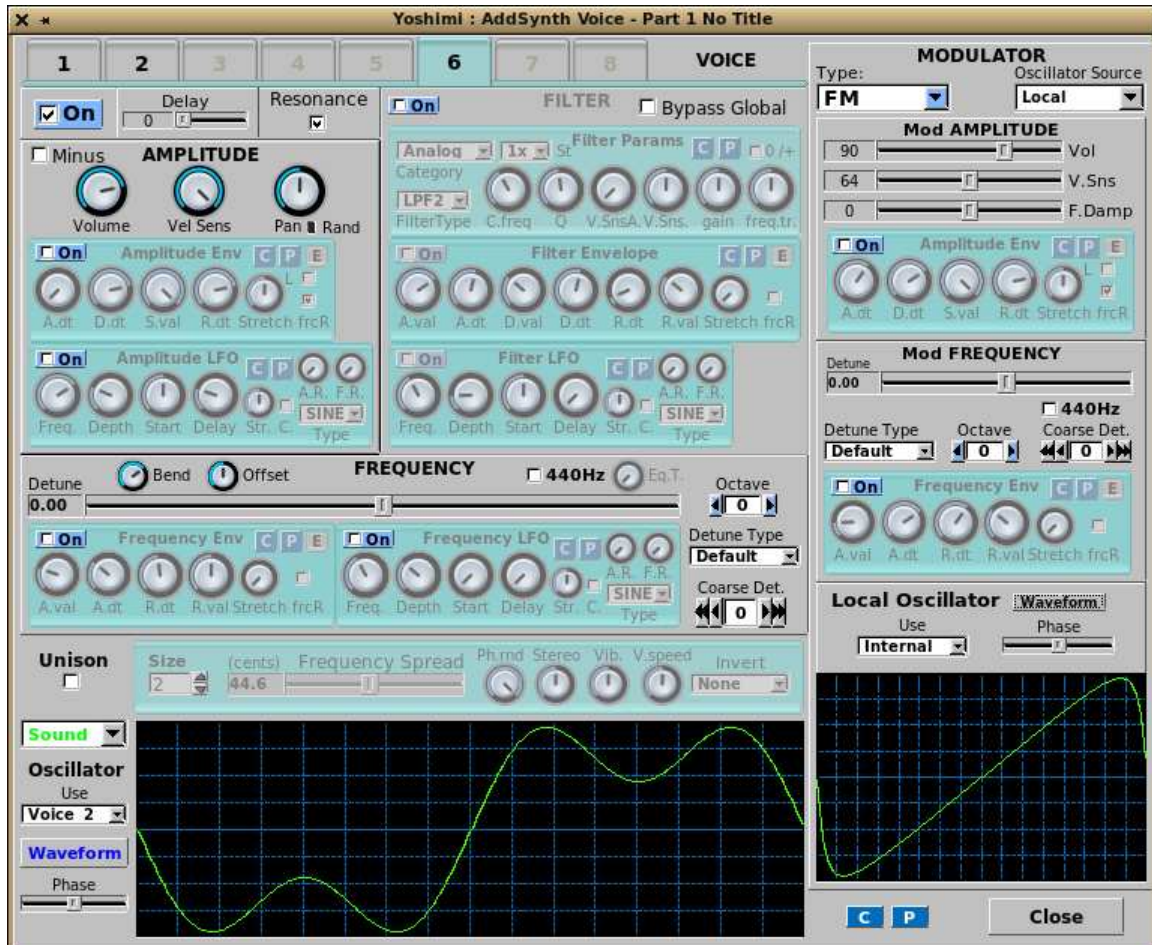 Yoshimi : AddSynth Voice - Part 1 No Title
1 2 3 4 5 6 7 8 VOICE
On Delay 0 Resonance
Minus AMPLITUDE
Volume Vel Sens Pan Rand
On Amplitude Env C P E
L
A.dt D.dt S.val R.dt Stretch frcR
On Amplitude LFO C P
A.R. F.R.
SINE
Freq. Depth Start Delay Str. C.
Type
On FILTER Bypass Global
Analog 1x St Filter Params C P 0/+
Category
LPF2
FilterType C.freq Q V.SnsA. V.Sns. gain freq.tr.
On Filter Envelope C P E
A.val A.dt D.val D.dt R.dt R.val Stretch frcR
On Filter LFO C P
A.R. F.R.
SINE
Freq. Depth Start Delay Str. C.
Type
Detune Bend Offset FREQUENCY 440Hz Eq.T. Octave
0.00 0
On Frequency Env C P E
A.val A.dt R.dt R.val Stretch frcR
On Frequency LFO C P
A.R. F.R.
SINE
Freq. Depth Start Delay Str. C.
Type
Detune Type
Default
Coarse Det.
0
Unison Size (cents) Frequency Spread Ph.rnd Stereo Vib. V.speed Invert
2 44.6 None
Sound
Oscillator
Use
Voice 2
Waveform
Phase
MODULATOR
Type: Oscillator Source
FM Local
Mod AMPLITUDE
90 Vol
64 V.Sns
0 F.Damp
On Amplitude Env C P E
L
A.dt D.dt S.val R.dt Stretch frcR
Mod FREQUENCY
Detune
0.00
440Hz
Detune Type Octave Coarse Det.
Default 0 0
On Frequency Env C P E
A.val A.dt R.dt R.val Stretch frcR
Local Oscillator Waveform
Use Phase
Internal
C P Close